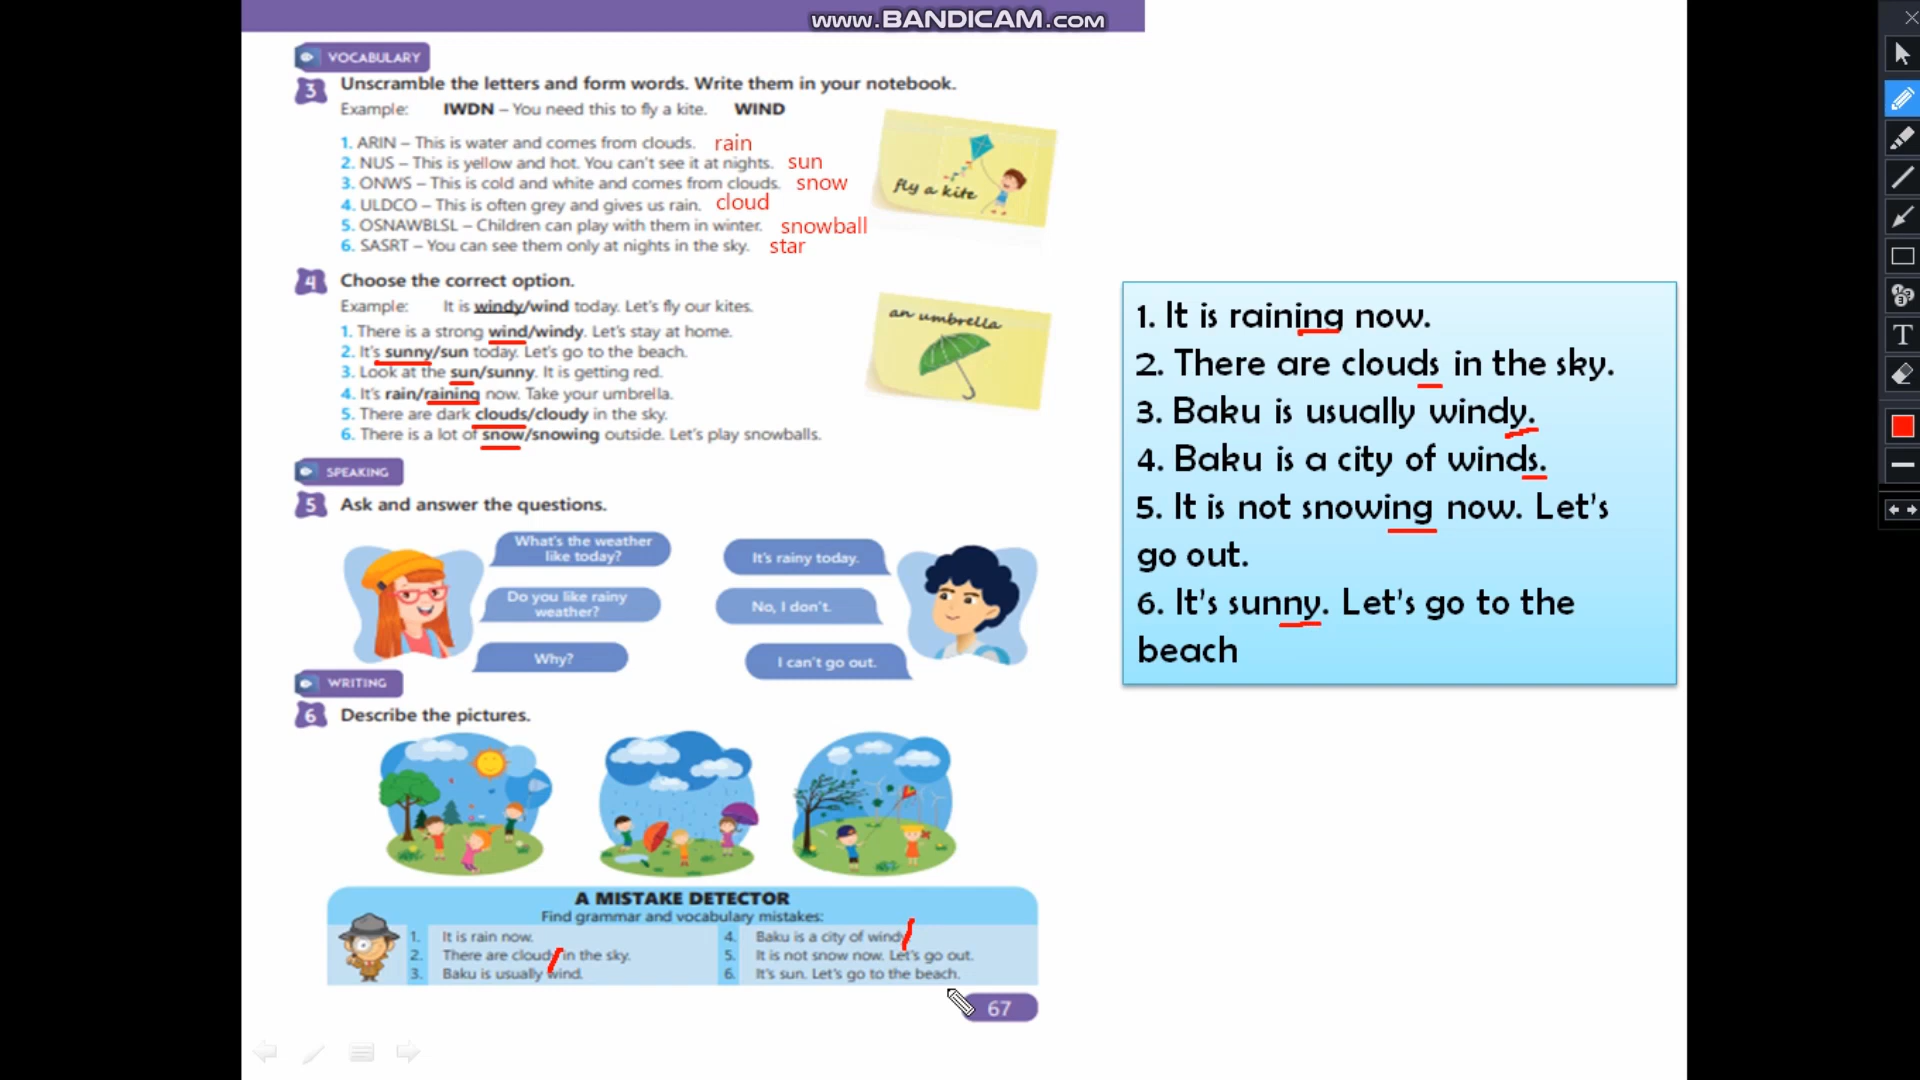 www.BANDICAM.com
VOCABULARY
3 Unscramble the letters and form words. Write them in your notebook.
Example: IWDN – You need this to fly a kite. WIND
1. ARIN – This is water and comes from clouds. rain
2. NUS – This is yellow and hot. You can't see it at nights. sun
3. ONWS – This is cold and white and comes from clouds. snow
4. ULDCO – This is often grey and gives us rain. cloud
5. OSNAWBLSL – Children can play with them in winter. snowball
6. SASRT – You can see them only at nights in the sky. star
fly a kite
4 Choose the correct option.
Example: It is windy/wind today. Let's fly our kites.
1. There is a strong wind/windy. Let's stay at home.
2. It's sunny/sun today. Let's go to the beach.
3. Look at the sun/sunny. It is getting red.
4. It's rain/raining now. Take your umbrella.
5. There are dark clouds/cloudy in the sky.
6. There is a lot of snow/snowing outside. Let's play snowballs.
an umbrella
SPEAKING
5 Ask and answer the questions.
What's the weather
like today?
It's rainy today.
Do you like rainy
weather?
No, I don't.
Why?
I can't go out.
WRITING
6 Describe the pictures.
A MISTAKE DETECTOR
Find grammar and vocabulary mistakes:
1. It is rain now.
2. There are cloudy in the sky.
3. Baku is usually wind.
4. Baku is a city of windy
5. It is not snow now. Let's go out.
6. It's sun. Let's go to the beach.
67
1. It is raining now.
2. There are clouds in the sky.
3. Baku is usually windy.
4. Baku is a city of winds.
5. It is not snowing now. Let's
go out.
6. It's sunny. Let's go to the
beach